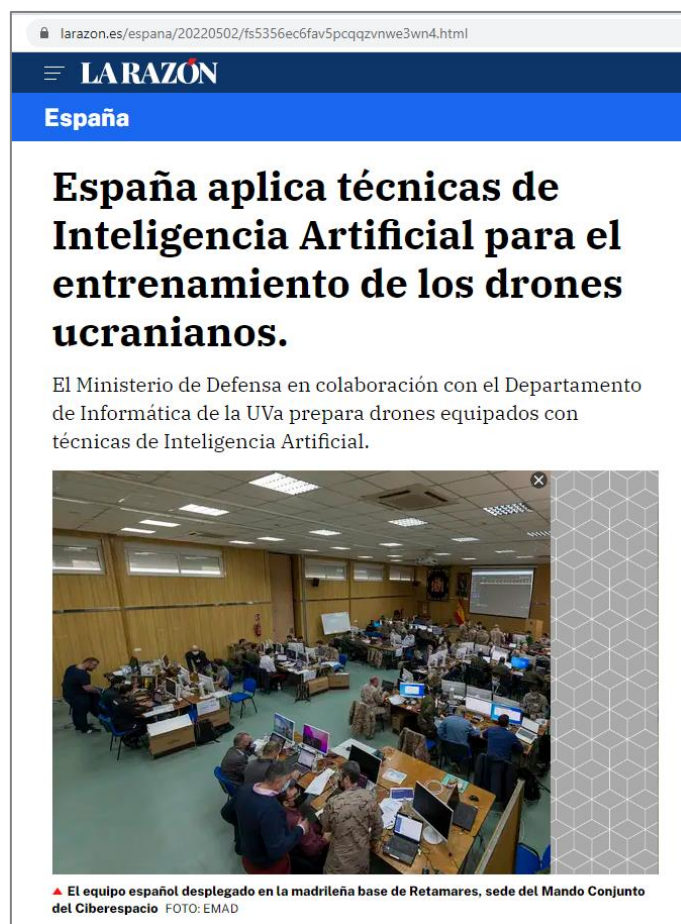 larazon.es/espana/20220502/fs5356ec6fav5pcqqzvnwe3wn4.html
LA RAZÓN
España
España aplica técnicas de
Inteligencia Artificial para el
entrenamiento de los drones
ucranianos.
El Ministerio de Defensa en colaboración con el Departamento
de Informática de la UVa prepara drones equipados con
técnicas de Inteligencia Artificial.
El equipo español desplegado en la madrileña base de Retamares, sede del Mando Conjunto
del Ciberespacio FOTO: EMAD